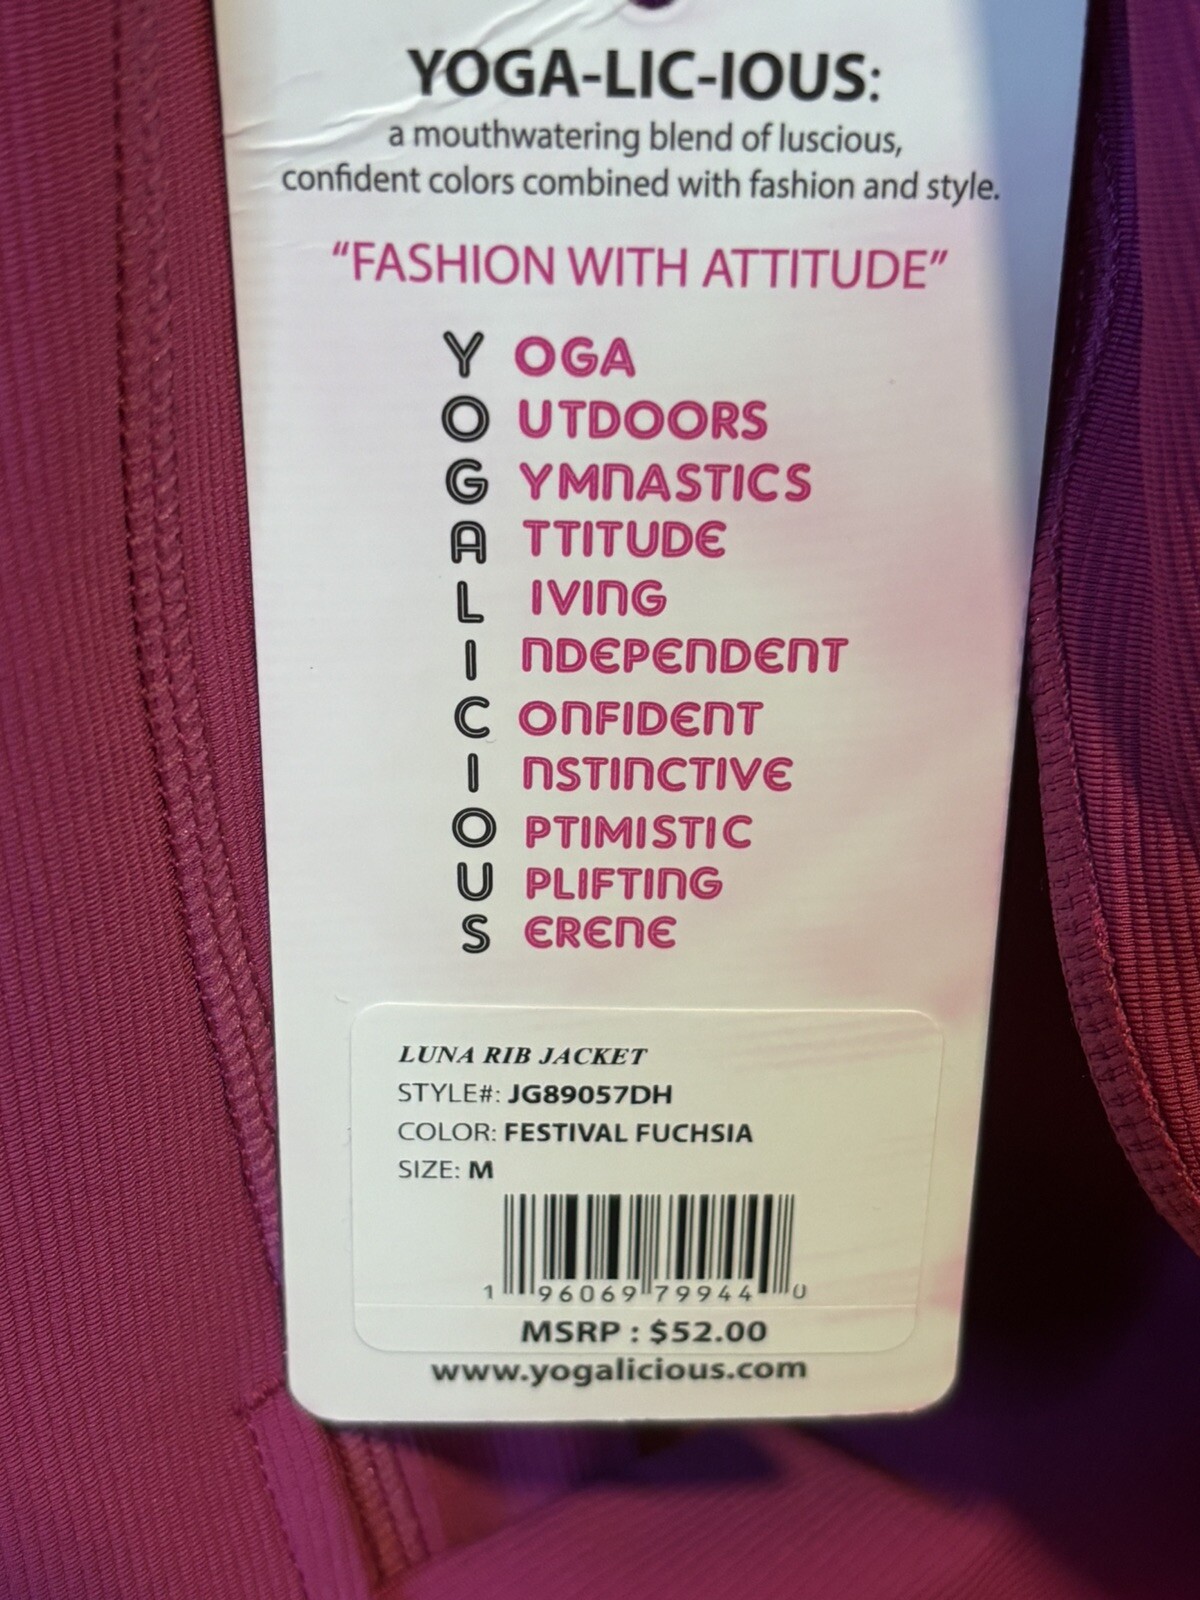 YOGA-LIC-IOUS:
a mouthwatering blend of luscious,
confident colors combined with fashion and style.
“FASHION WITH ATTITUDE”
Y OGA
O UTDOORS
G YMNASTICS
A TTITUDE
L IVING
I NDEPENDENT
C ONFIDENT
I NSTINCTIVE
O PTIMISTIC
U PLIFTING
S ERENE
LUNA RIB JACKET
STYLE#: JG89057DH
COLOR: FESTIVAL FUCHSIA
SIZE: M
1 96069 79944 0
MSRP : $52.00
www.yogalicious.com